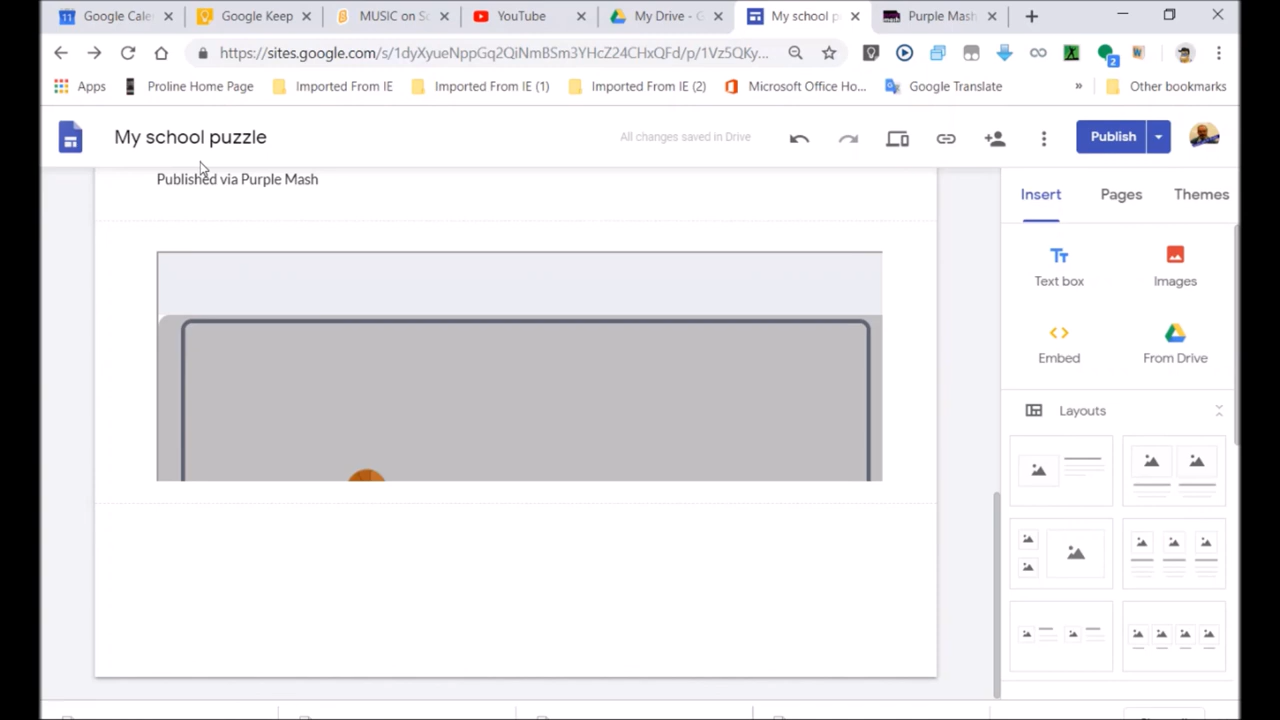 Google Cale
Google Keep
MUSIC on Sc
YouTube
My Drive - G
My school p
Purple Mash
https://sites.google.com/s/1dvXyueNppGq2QiNmBSm3YHcZ24CHxQFd/p/1Vz5QKy...
2
Apps
Proline Home Page
Imported From IE
Imported From IE (1)
Imported From IE (2)
Microsoft Office Ho...
Google Translate
»
Other bookmarks
My school puzzle
All changes saved in Drive
Publish
Published via Purple Mash
Insert
Pages
Themes
Text box
Images
Embed
From Drive
Layouts